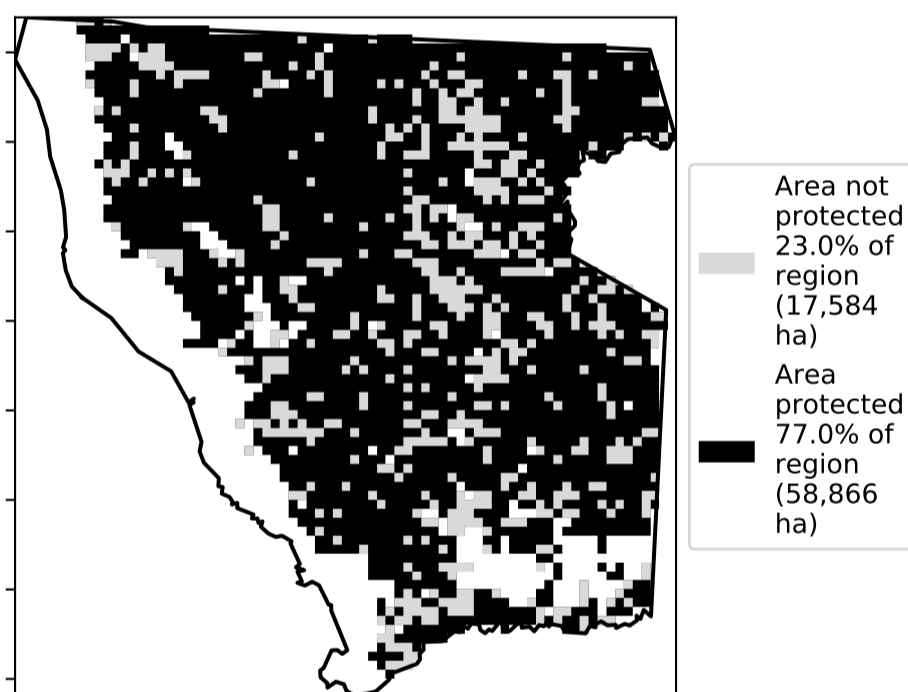 Area not
protected
23.0% of
region
(17,584
ha)
Area
protected
77.0% of
region
(58,866
ha)